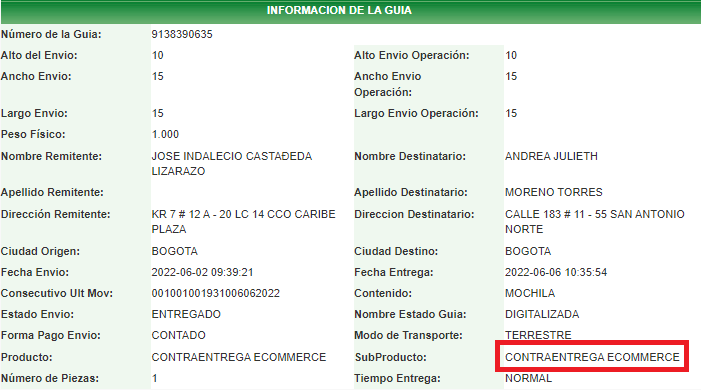 INFORMACION DE LA GUIA
Número de la Guia: 9138390635
Alto del Envio: 10 Alto Envio Operación: 10
Ancho Envio: 15 Ancho Envio Operación: 15
Largo Envio: 15 Largo Envio Operación: 15
Peso Físico: 1.000
Nombre Remitente: JOSE INDALECIO CASTAÐEDA LIZARAZO Nombre Destinatario: ANDREA JULIETH
Apellido Remitente: Apellido Destinatario: MORENO TORRES
Dirección Remitente: KR 7 # 12 A - 20 LC 14 CCO CARIBE PLAZA Direccion Destinatario: CALLE 183 # 11 - 55 SAN ANTONIO NORTE
Ciudad Origen: BOGOTA Ciudad Destino: BOGOTA
Fecha Envio: 2022-06-02 09:39:21 Fecha Entrega: 2022-06-06 10:35:54
Consecutivo Ult Mov: 001001001931006062022 Contenido: MOCHILA
Estado Envio: ENTREGADO Nombre Estado Guia: DIGITALIZADA
Forma Pago Envio: CONTADO Modo de Transporte: TERRESTRE
Producto: CONTRAENTREGA ECOMMERCE SubProducto: CONTRAENTREGA ECOMMERCE
Número de Piezas: 1 Tiempo Entrega: NORMAL